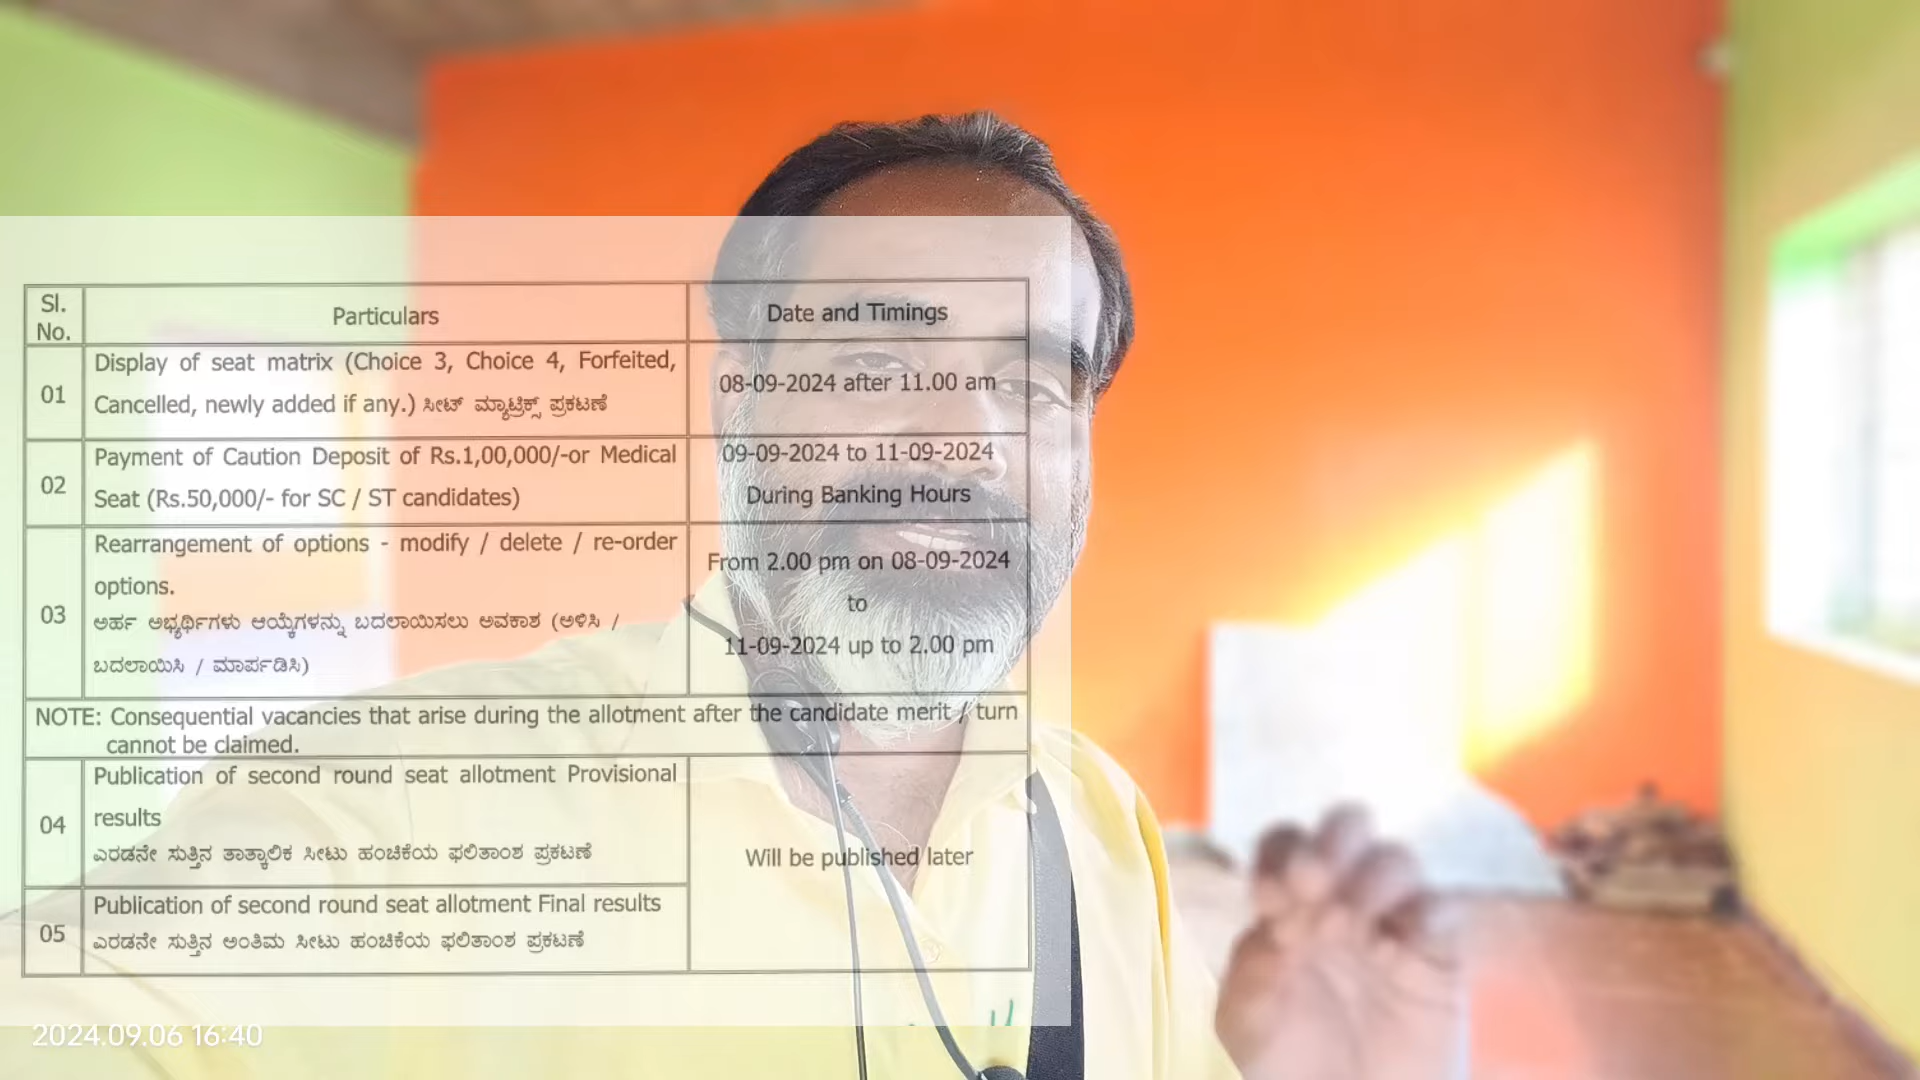 Sl.
No.
Particulars
Date and Timings
01
Display of seat matrix (Choice 3, Choice 4, Forfeited,
Cancelled, newly added if any.) ಸೀಟ್ ಮ್ಯಾಟ್ರಿಕ್ಸ್ ಪ್ರಕಟಣೆ
08-09-2024 after 11.00 am
02
Payment of Caution Deposit of Rs.1,00,000/-or Medical
Seat (Rs.50,000/- for SC / ST candidates)
09-09-2024 to 11-09-2024
During Banking Hours
03
Rearrangement of options - modify / delete / re-order
options.
ಅರ್ಹ ಅಭ್ಯರ್ಥಿಗಳು ಆಯ್ಕೆಗಳನ್ನು ಬದಲಾಯಿಸಲು ಅವಕಾಶ (ಅಳಿಸಿ /
ಬದಲಾಯಿಸಿ / ಮಾರ್ಪಡಿಸಿ)
From 2.00 pm on 08-09-2024
to
11-09-2024 up to 2.00 pm
NOTE: Consequential vacancies that arise during the allotment after the candidate merit / turn
cannot be claimed.
04
Publication of second round seat allotment Provisional
results
ಎರಡನೇ ಸುತ್ತಿನ ತಾತ್ಕಾಲಿಕ ಸೀಟು ಹಂಚಿಕೆಯ ಫಲಿತಾಂಶ ಪ್ರಕಟಣೆ
Will be published later
05
Publication of second round seat allotment Final results
ಎರಡನೇ ಸುತ್ತಿನ ಅಂತಿಮ ಸೀಟು ಹಂಚಿಕೆಯ ಫಲಿತಾಂಶ ಪ್ರಕಟಣೆ
2024.09.06 16:40